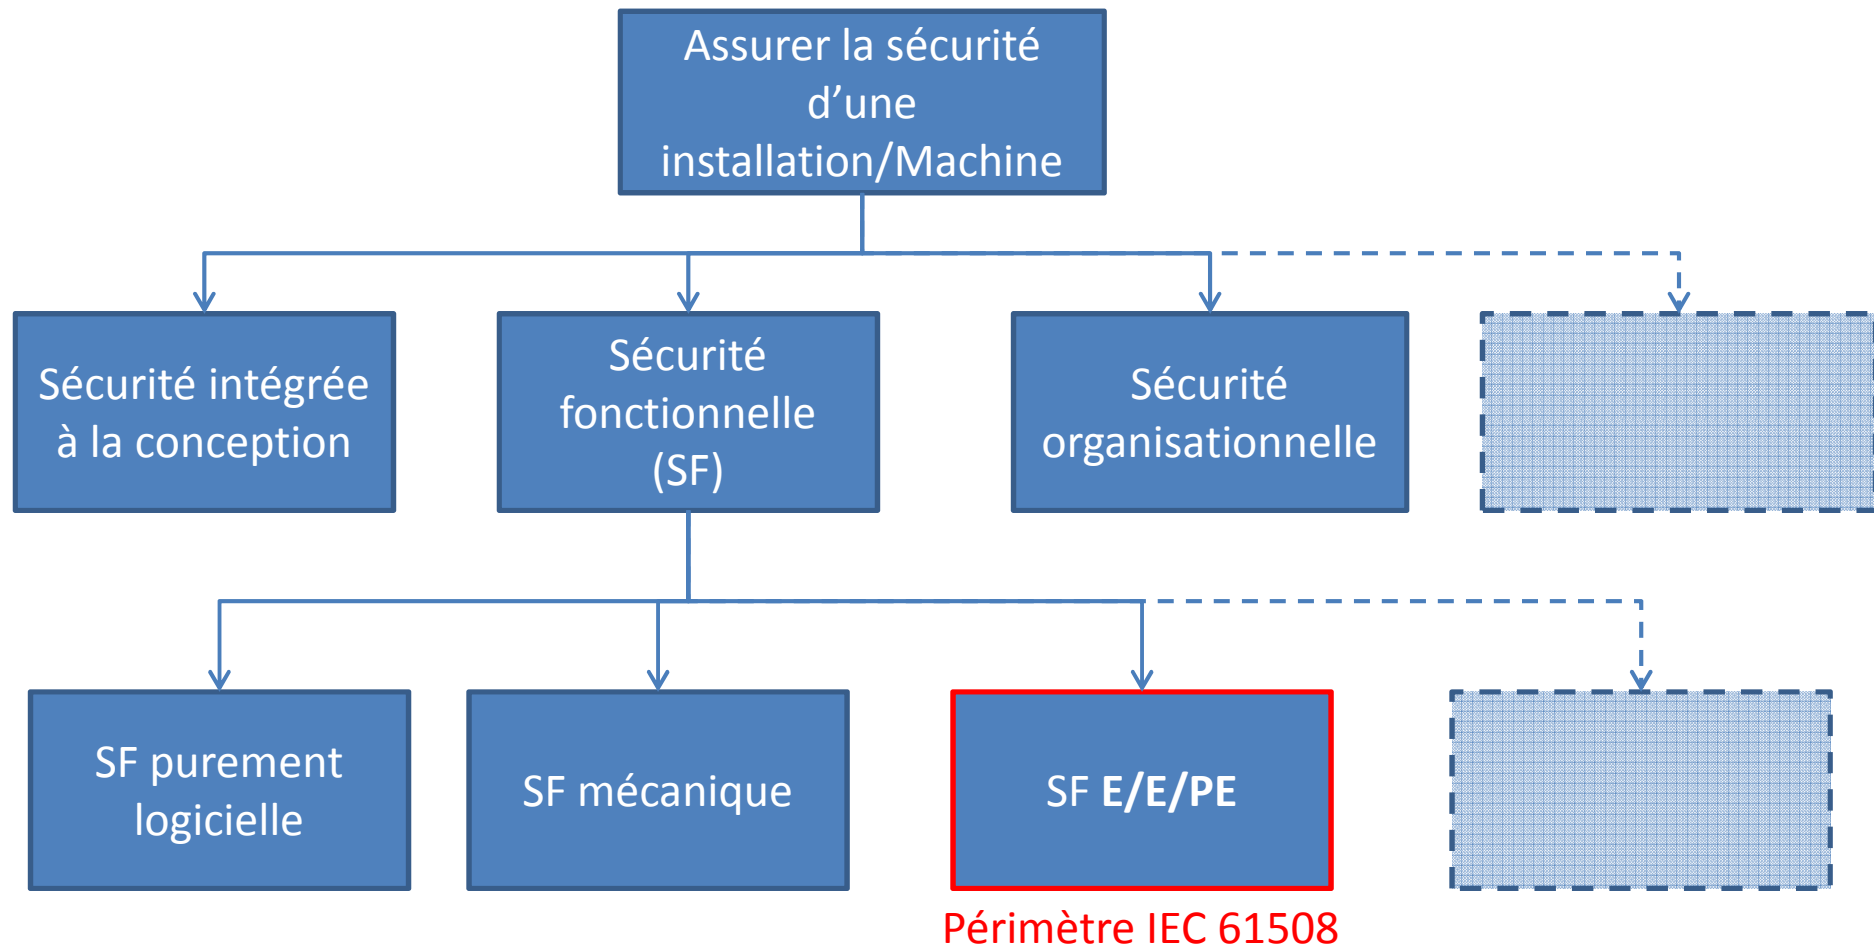 Assurer la sécurité
d’une
installation/Machine
Sécurité intégrée
à la conception
Sécurité
fonctionnelle
(SF)
Sécurité
organisationnelle
SF purement
logicielle
SF mécanique
SF E/E/PE
Périmètre IEC 61508